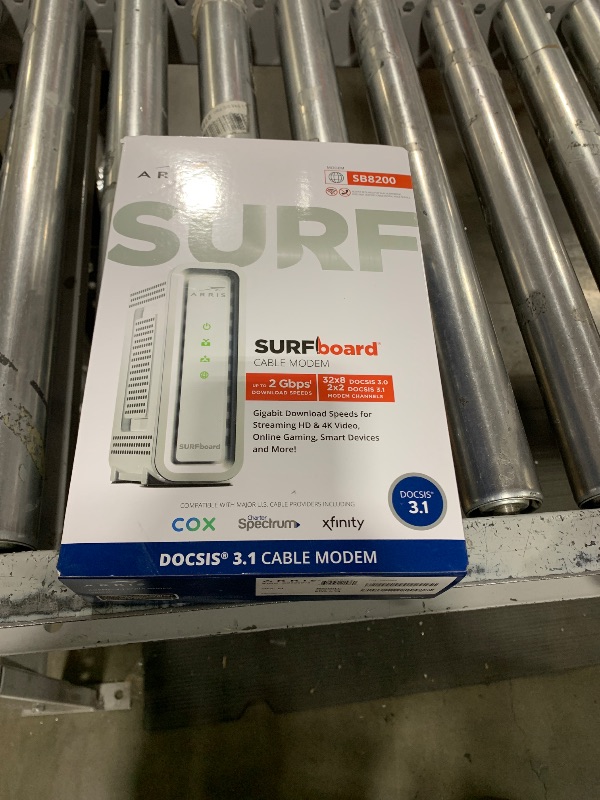 ARRIS
SB8200
SURF
ARRIS
SURFboard
SURFboard®
CABLE MODEM
UP TO 2 Gbps¹
DOWNLOAD SPEEDS
32x8 DOCSIS 3.0
2x2 DOCSIS 3.1
MODEM CHANNELS
Gigabit Download Speeds for
Streaming HD & 4K Video,
Online Gaming, Smart Devices
and More!
DOCSIS®
3.1
COMPATIBLE WITH MAJOR U.S. CABLE PROVIDERS INCLUDING
COX
Charter
Spectrum
xfinity
DOCSIS® 3.1 CABLE MODEM